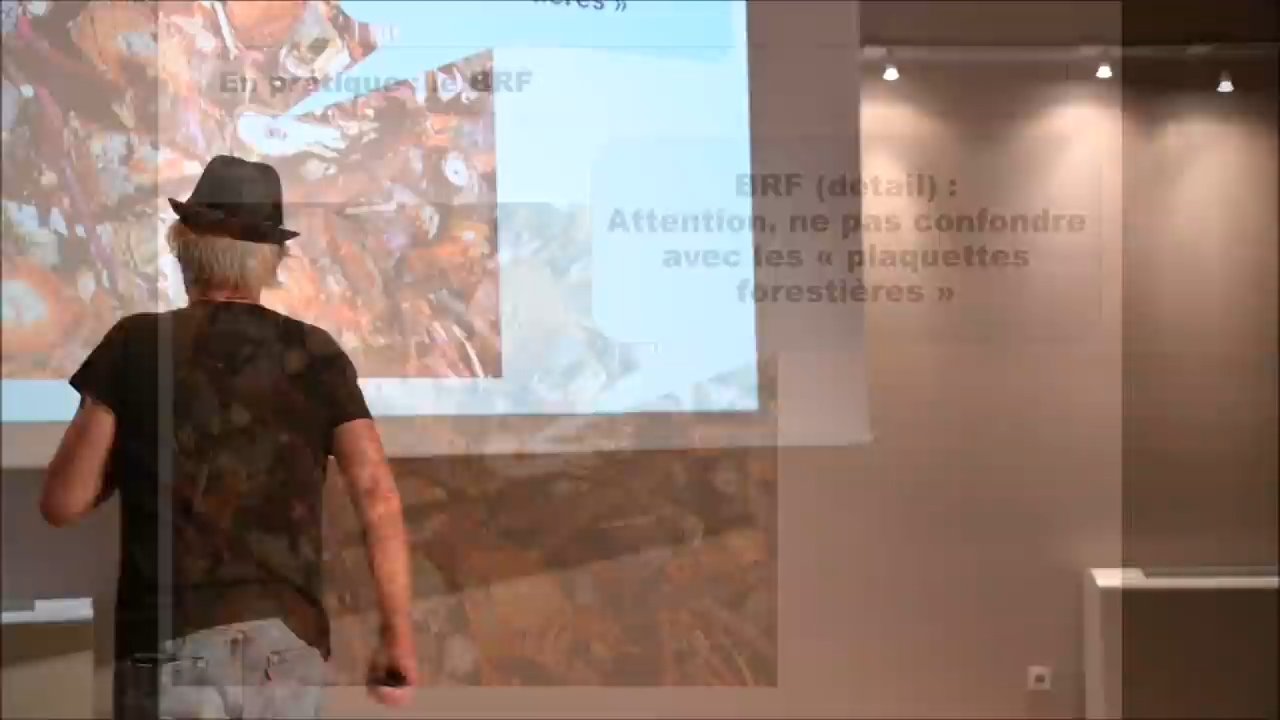 En pratique : le BRF
BRF (détail) :
Attention, ne pas confondre
avec les « plaquettes
forestières »